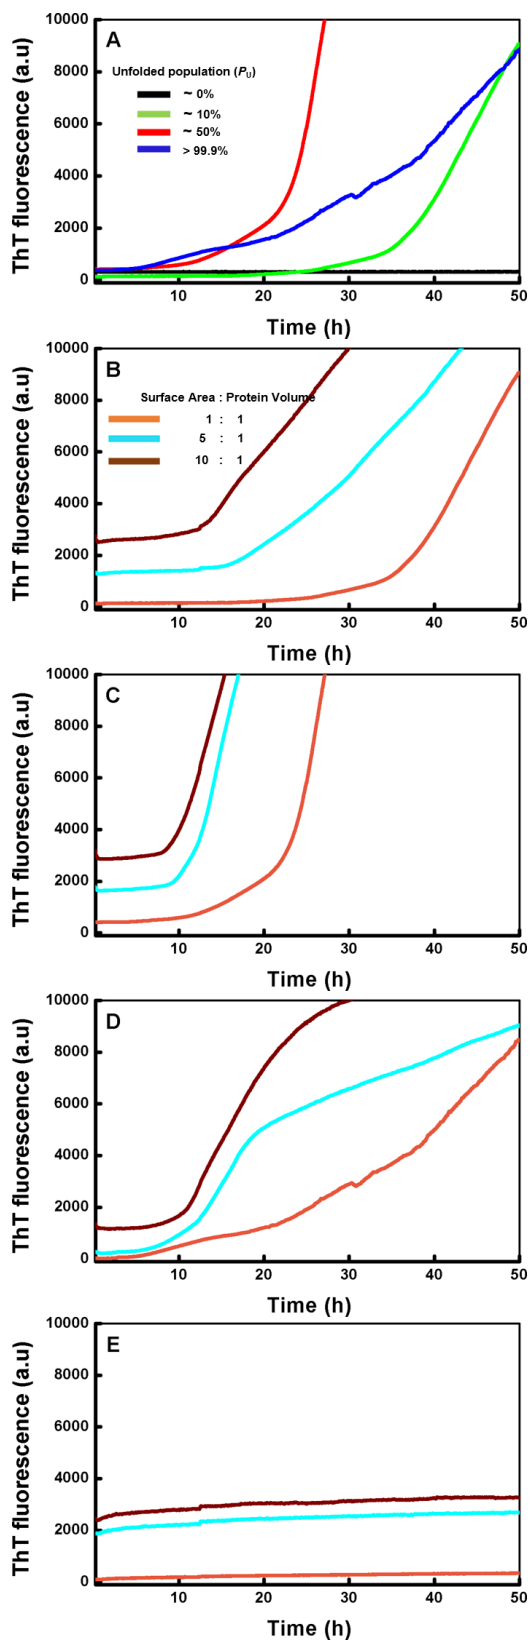 A
Unfolded population (PU)
~ 0%
~ 10%
~ 50%
> 99.9%
ThT fluorescence (a.u)
10000
8000
6000
4000
2000
0
10 20 30 40 50
Time (h)
B
Surface Area : Protein Volume
1 : 1
5 : 1
10 : 1
ThT fluorescence (a.u)
10000
8000
6000
4000
2000
0
10 20 30 40 50
Time (h)
C
ThT fluorescence (a.u)
10000
8000
6000
4000
2000
0
10 20 30 40 50
Time (h)
D
ThT fluorescence (a.u)
10000
8000
6000
4000
2000
0
10 20 30 40 50
Time (h)
E
ThT fluorescence (a.u)
10000
8000
6000
4000
2000
0
10 20 30 40 50
Time (h)